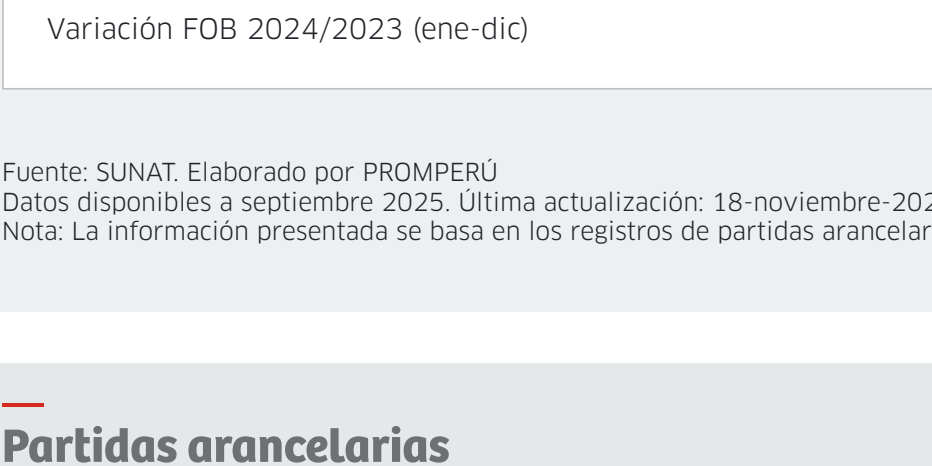 Variación FOB 2024/2023 (ene-dic)
Fuente: SUNAT. Elaborado por PROMPERÚ
Datos disponibles a septiembre 2025. Última actualización: 18-noviembre-202
Nota: La información presentada se basa en los registros de partidas arancelar
Partidas arancelarias